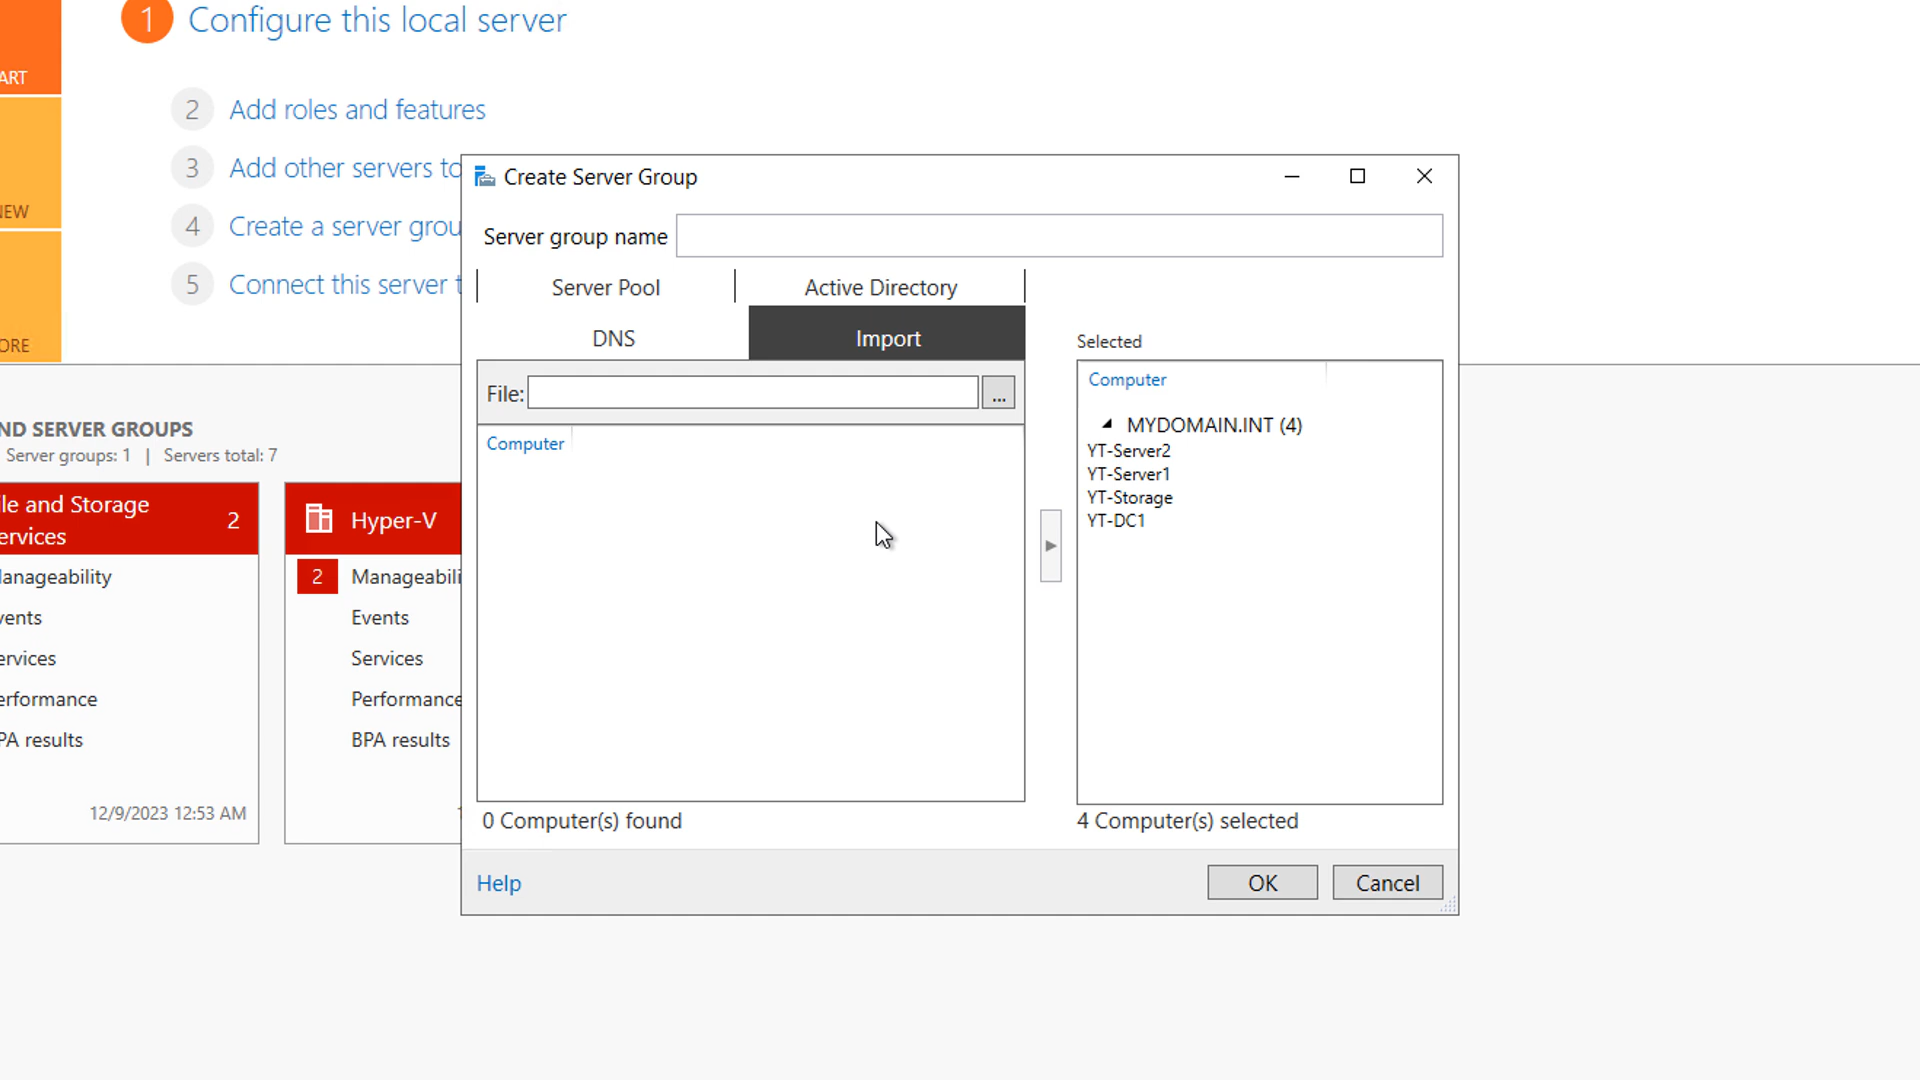 1 Configure this local server
ART
2 Add roles and features
3 Add other servers to
NEW
4 Create a server grou
5 Connect this server t
ORE
Create Server Group
Server group name
Server Pool
Active Directory
DNS
Import
File:
...
Computer
0 Computer(s) found
Selected
Computer
MYDOMAIN.INT (4)
YT-Server2
YT-Server1
YT-Storage
YT-DC1
4 Computer(s) selected
Help
OK
Cancel
ND SERVER GROUPS
Server groups: 1 | Servers total: 7
ile and Storage
ervices
2
anageability
vents
ervices
erformance
PA results
12/9/2023 12:53 AM
Hyper-V
2 Manageabili
Events
Services
Performance
BPA results